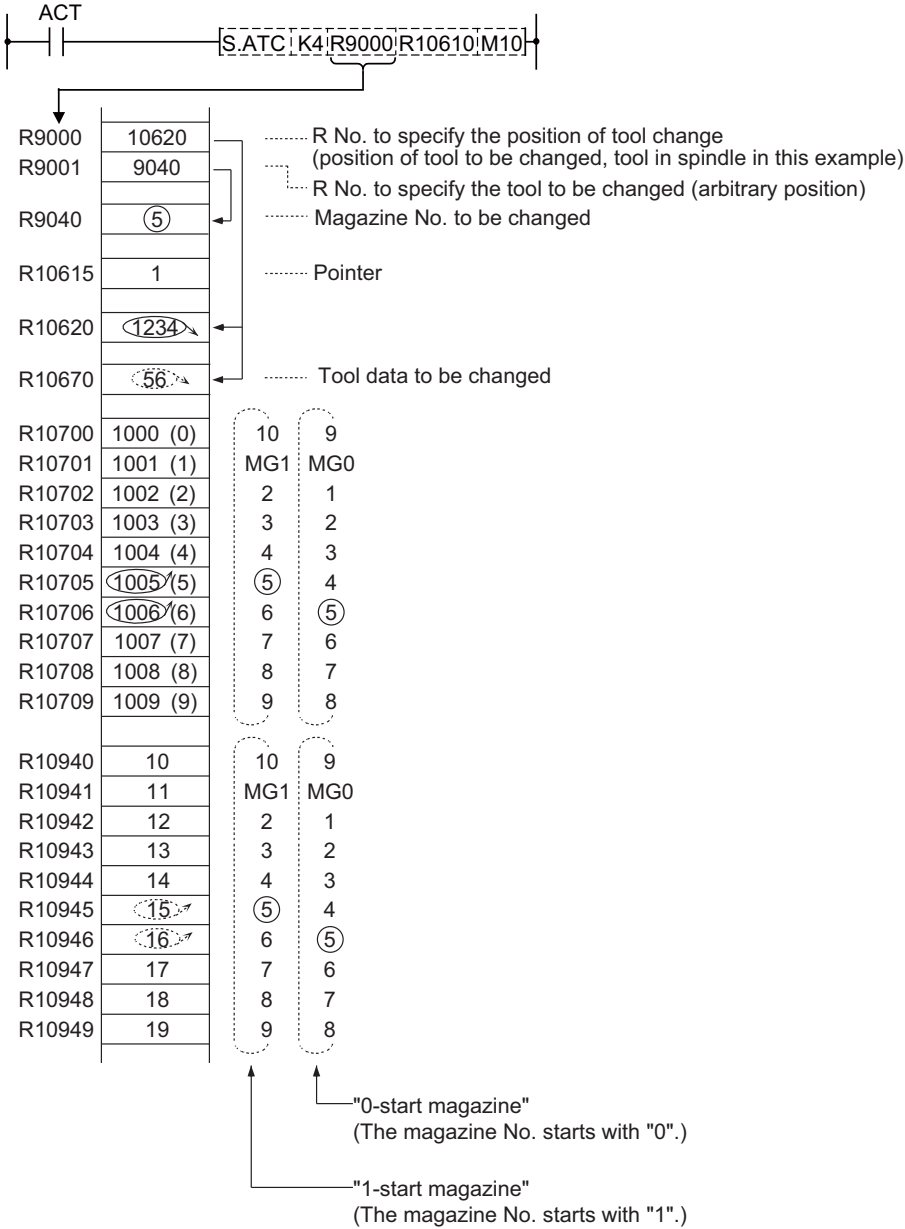 ACT
S.ATC K4 R9000 R10610 M10
R9000 10620 R No. to specify the position of tool change
(position of tool to be changed, tool in spindle in this example)
R9001 9040
R No. to specify the tool to be changed (arbitrary position)
R9040 5 Magazine No. to be changed
R10615 1 Pointer
R10620 1234
R10670 56 Tool data to be changed
R10700 1000 (0) 10 9
R10701 1001 (1) MG1 MG0
R10702 1002 (2) 2 1
R10703 1003 (3) 3 2
R10704 1004 (4) 4 3
R10705 1005 (5) 5 4
R10706 1006 (6) 6 5
R10707 1007 (7) 7 6
R10708 1008 (8) 8 7
R10709 1009 (9) 9 8
R10940 10 10 9
R10941 11 MG1 MG0
R10942 12 2 1
R10943 13 3 2
R10944 14 4 3
R10945 15 5 4
R10946 16 6 5
R10947 17 7 6
R10948 18 8 7
R10949 19 9 8
"0-start magazine"
(The magazine No. starts with "0".)
"1-start magazine"
(The magazine No. starts with "1".)